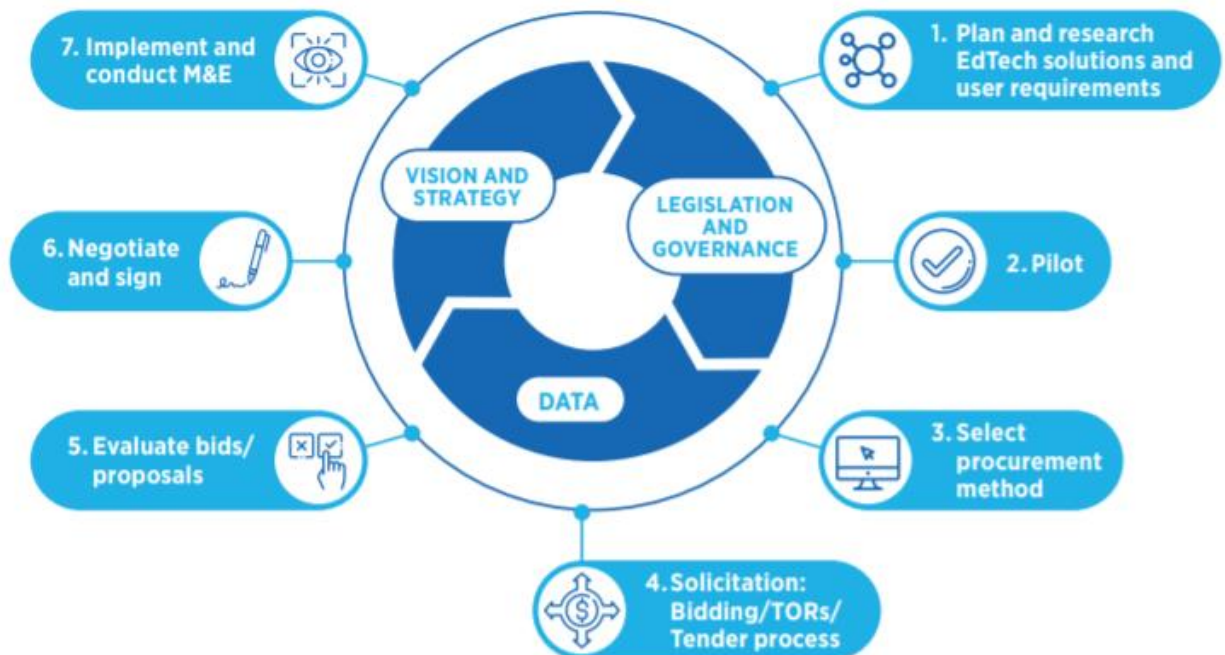 1. Plan and research
EdTech solutions and
user requirements
2. Pilot
3. Select
procurement
method
4. Solicitation:
Bidding/TORs/
Tender process
5. Evaluate bids/
proposals
6. Negotiate
and sign
7. Implement and
conduct M&E
VISION AND
STRATEGY
LEGISLATION
AND
GOVERNANCE
DATA